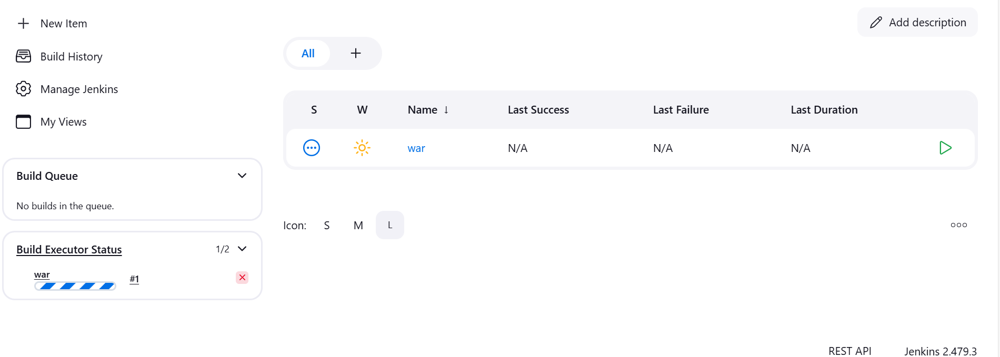 New Item
Build History
Manage Jenkins
My Views
Build Queue
No builds in the queue.
Build Executor Status 1/2
war
#1
Add description
All
S W Name ↓ Last Success Last Failure Last Duration
war N/A N/A N/A
Icon: S M L
REST API Jenkins 2.479.3